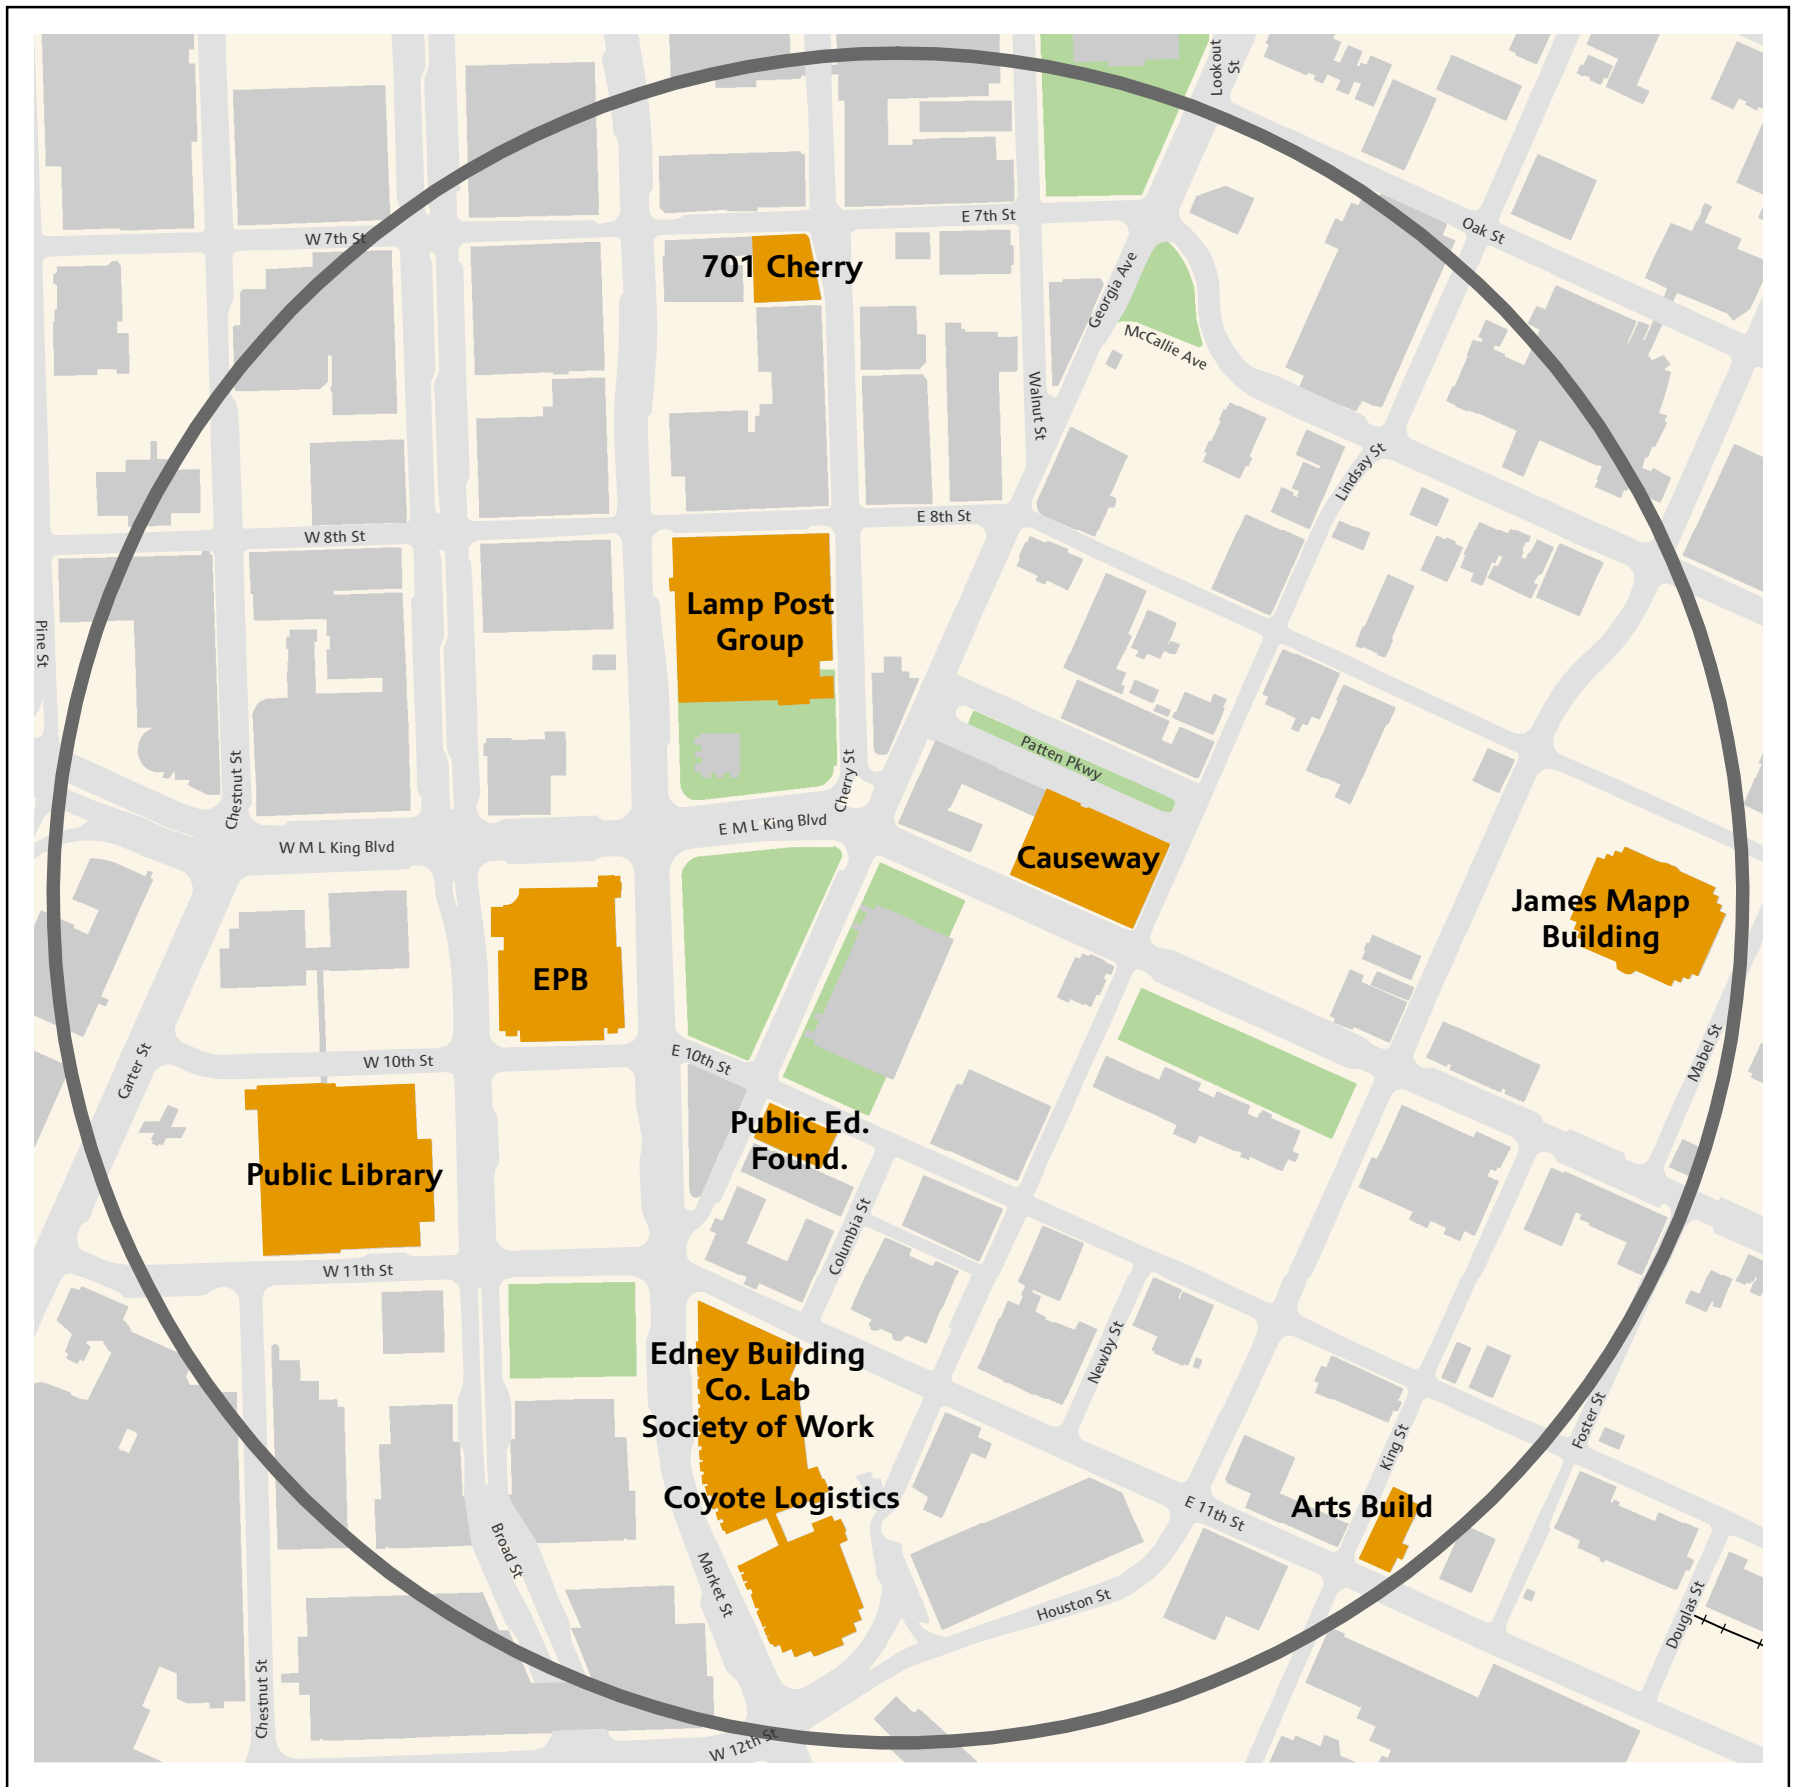 Lookout
St
E 7th St
W 7th St
Oak St
701 Cherry
Georgia Ave
McCallie Ave
Walnut St
Lindsay St
E 8th St
W 8th St
Lamp Post
Group
Pine St
Patten Pkwy
Chestnut St
Cherry St
E M L King Blvd
W M L King Blvd
Causeway
James Mapp
Building
EPB
Carter St
W 10th St
E 10th St
Mabel St
Public Ed.
Found.
Public Library
Columbia St
W 11th St
Edney Building
Co. Lab
Society of Work
Newby St
Foster St
King St
Coyote Logistics
Arts Build
E 11th St
Broad St
Market St
Houston St
Douglas St
Chestnut St
W 12th St